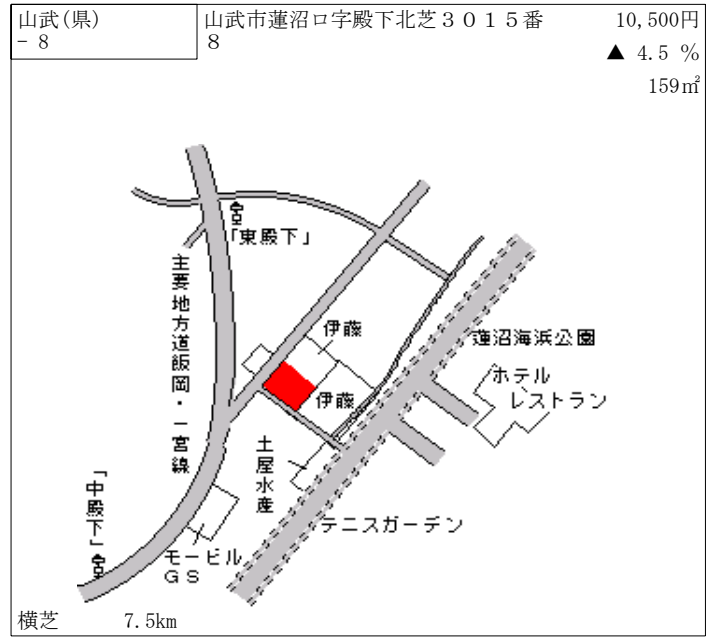 山武(県)
- 8
山武市蓮沼ロ字殿下北芝３０１５番
8
10,500円
▲ 4.5 %
159㎡
「東殿下」
主要地方道飯岡・一宮線
伊藤
伊藤
蓮沼海浜公園
ホテル
レストラン
土屋水産
テニスガーデン
「中殿下」
モービル
ＧＳ
横芝 7.5km